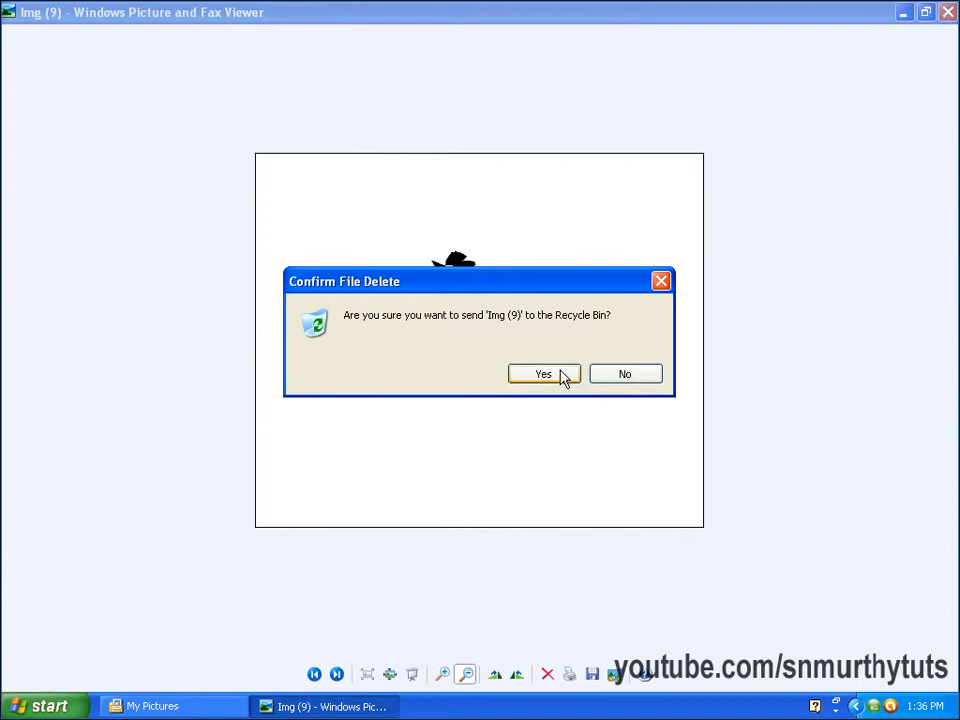 Img (9) - Windows Picture and Fax Viewer
Confirm File Delete
Are you sure you want to send 'Img (9)' to the Recycle Bin?
Yes
No
youtube.com/snmurthytuts
start
My Pictures
Img (9) - Windows Pic...
1:36 PM